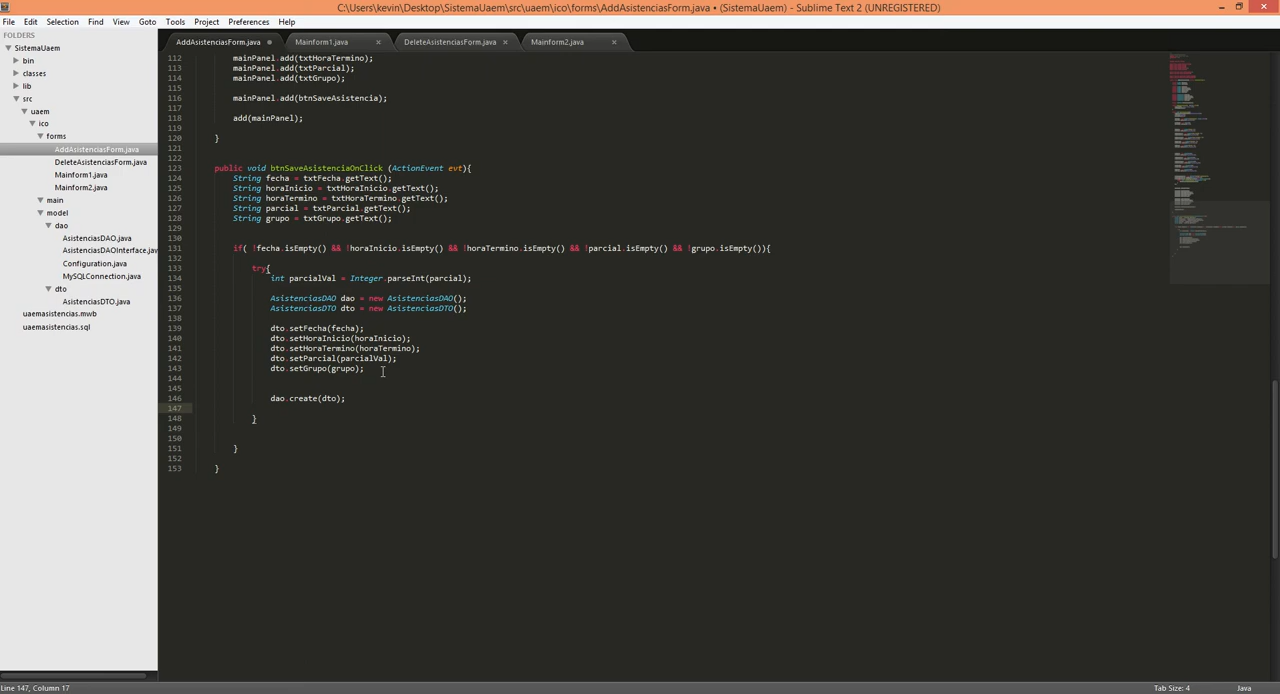 C:\Users\kevin\Desktop\SistemaUaem\src\uaem\ico\forms\AddAsistenciasForm.java • (SistemaUaem) - Sublime Text 2 (UNREGISTERED)
File Edit Selection Find View Goto Tools Project Preferences Help
FOLDERS
SistemaUaem
bin
classes
lib
src
uaem
ico
forms
AddAsistenciasForm.java
DeleteAsistenciasForm.java
Mainform1.java
Mainform2.java
main
model
dao
AsistenciasDAO.java
AsistenciasDAOInterface.java
Configuration.java
MySQLConnection.java
dto
AsistenciasDTO.java
uaemasistencias.mwb
uaemasistencias.sql
AddAsistenciasForm.java Mainform1.java DeleteAsistenciasForm.java Mainform2.java
112 mainPanel.add(txtHoraTermino);
113 mainPanel.add(txtParcial);
114 mainPanel.add(txtGrupo);
115
116 mainPanel.add(btnSaveAsistencia);
117
118 add(mainPanel);
119
120 }
121
122
123 public void btnSaveAsistenciaOnClick (ActionEvent evt){
124 String fecha = txtFecha.getText();
125 String horaInicio = txtHoraInicio.getText();
126 String horaTermino = txtHoraTermino.getText();
127 String parcial = txtParcial.getText();
128 String grupo = txtGrupo.getText();
129
130
131 if( !fecha.isEmpty() && !horaInicio.isEmpty() && !horaTermino.isEmpty() && !parcial.isEmpty() && !grupo.isEmpty()){
132
133 try{
134 int parcialVal = Integer.parseInt(parcial);
135
136 AsistenciasDAO dao = new AsistenciasDAO();
137 AsistenciasDTO dto = new AsistenciasDTO();
138
139 dto.setFecha(fecha);
140 dto.setHoraInicio(horaInicio);
141 dto.setHoraTermino(horaTermino);
142 dto.setParcial(parcialVal);
143 dto.setGrupo(grupo);
144
145
146 dao.create(dto);
147
148 }
149
150
151 }
152
153 }
Line 147, Column 17
Tab Size: 4 Java